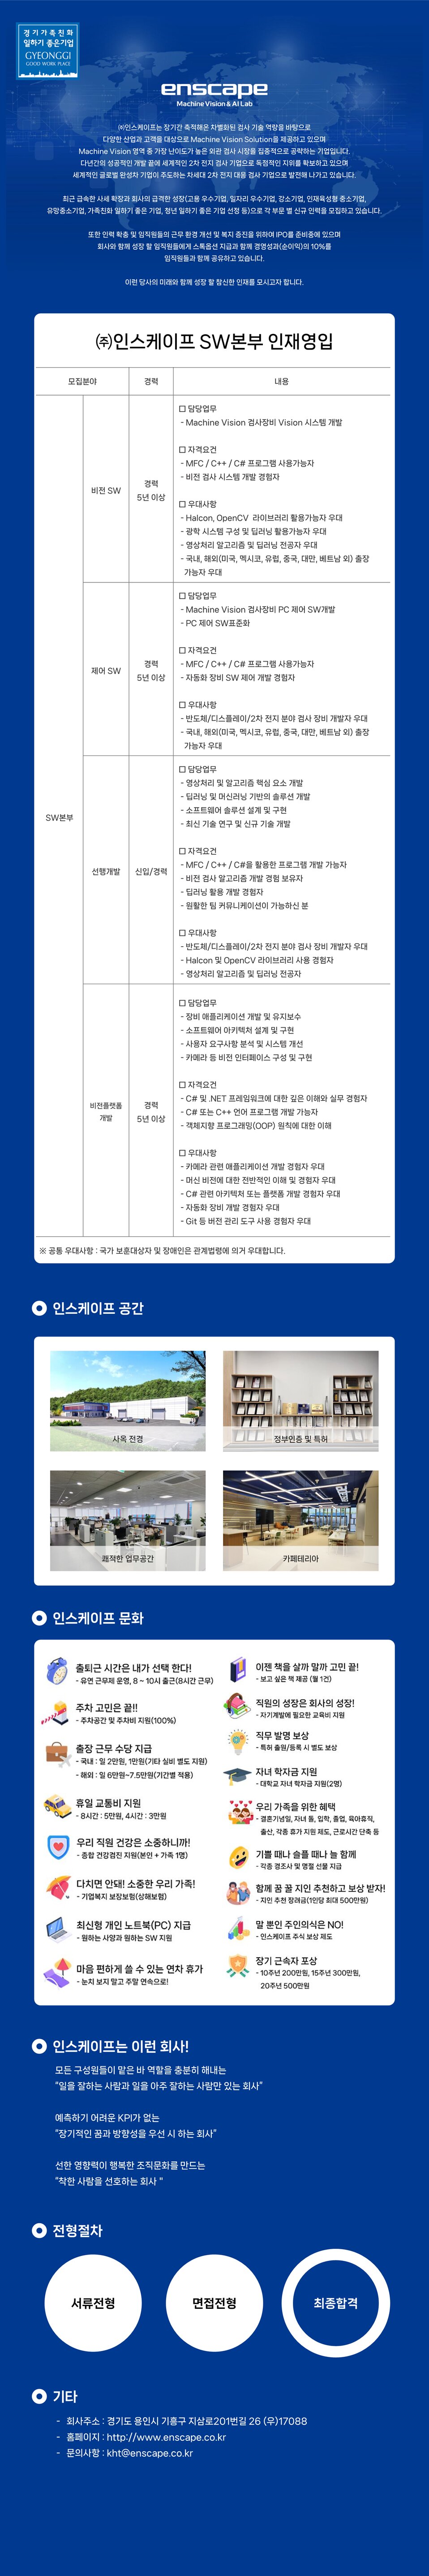 경기가족친화
일하기 좋은기업
GYEONGGI
GOOD WORK PLACE
enscape
Machine Vision & AI Lab
㈜인스케이프는 장기간 축적해온 차별화된 검사 기술 역량을 바탕으로
다양한 산업과 고객을 대상으로 Machine Vision Solution을 제공하고 있으며
Machine Vision 영역 중 가장 난이도가 높은 외관 검사 시장을 집중적으로 공략하는 기업입니다.
다년간의 성공적인 개발 끝에 세계적인 2차 전지 검사 기업으로 독점적인 지위를 확보하고 있으며
세계적인 글로벌 완성차 기업이 주도하는 차세대 2차 전지 대응 검사 기업으로 발전해 나가고 있습니다.
최근 급속한 사세 확장과 회사의 급격한 성장(고용 우수기업, 일자리 우수기업, 강소기업, 인재육성형 중소기업,
유망중소기업, 가족친화 일하기 좋은 기업, 청년 일하기 좋은 기업 선정 등)으로 각 부문 별 신규 인력을 모집하고 있습니다.
또한 인력 확충 및 임직원들의 근무 환경 개선 및 복지 증진을 위하여 IPO를 준비중에 있으며
회사와 함께 성장 할 임직원들에게 스톡옵션 지급과 함께 경영성과(순이익)의 10%를
임직원들과 함께 공유하고 있습니다.
이런 당사의 미래와 함께 성장 할 참신한 인재를 모시고자 합니다.
㈜인스케이프 SW본부 인재영입
모집분야 경력 내용
SW본부
비전 SW
경력
5년 이상
□ 담당업무
- Machine Vision 검사장비 Vision 시스템 개발
□ 자격요건
- MFC / C++ / C# 프로그램 사용가능자
- 비전 검사 시스템 개발 경험자
□ 우대사항
- Halcon, OpenCV 라이브러리 활용가능자 우대
- 광학 시스템 구성 및 딥러닝 활용가능자 우대
- 영상처리 알고리즘 및 딥러닝 전공자 우대
- 국내, 해외(미국, 멕시코, 유럽, 중국, 대만, 베트남 외) 출장
가능자 우대
제어 SW
경력
5년 이상
□ 담당업무
- Machine Vision 검사장비 PC 제어 SW개발
- PC 제어 SW표준화
□ 자격요건
- MFC / C++ / C# 프로그램 사용가능자
- 자동화 장비 SW 제어 개발 경험자
□ 우대사항
- 반도체/디스플레이/2차 전지 분야 검사 장비 개발자 우대
- 국내, 해외(미국, 멕시코, 유럽, 중국, 대만, 베트남 외) 출장
가능자 우대
선행개발
신입/경력
□ 담당업무
- 영상처리 및 알고리즘 핵심 요소 개발
- 딥러닝 및 머신러닝 기반의 솔루션 개발
- 소프트웨어 솔루션 설계 및 구현
- 최신 기술 연구 및 신규 기술 개발
□ 자격요건
- MFC / C++ / C#을 활용한 프로그램 개발 가능자
- 비전 검사 알고리즘 개발 경험 보유자
- 딥러닝 활용 개발 경험자
- 원활한 팀 커뮤니케이션이 가능하신 분
□ 우대사항
- 반도체/디스플레이/2차 전지 분야 검사 장비 개발자 우대
- Halcon 및 OpenCV 라이브러리 사용 경험자
- 영상처리 알고리즘 및 딥러닝 전공자
비전플랫폼
개발
경력
5년 이상
□ 담당업무
- 장비 애플리케이션 개발 및 유지보수
- 소프트웨어 아키텍처 설계 및 구현
- 사용자 요구사항 분석 및 시스템 개선
- 카메라 등 비전 인터페이스 구성 및 구현
□ 자격요건
- C# 및 .NET 프레임워크에 대한 깊은 이해와 실무 경험자
- C# 또는 C++ 언어 프로그램 개발 가능자
- 객체지향 프로그래밍(OOP) 원칙에 대한 이해
□ 우대사항
- 카메라 관련 애플리케이션 개발 경험자 우대
- 머신 비전에 대한 전반적인 이해 및 경험자 우대
- C# 관련 아키텍처 또는 플랫폼 개발 경험자 우대
- 자동화 장비 개발 경험자 우대
- Git 등 버전 관리 도구 사용 경험자 우대
※ 공통 우대사항 : 국가 보훈대상자 및 장애인은 관계법령에 의거 우대합니다.
인스케이프 공간
사옥 전경
정부인증 및 특허
쾌적한 업무공간
카페테리아
인스케이프 문화
출퇴근 시간은 내가 선택 한다!
- 유연 근무제 운영, 8 ~ 10시 출근(8시간 근무)
주차 고민은 끝!!
- 주차공간 및 주차비 지원(100%)
출장 근무 수당 지급
- 국내 : 일 2만원, 1만원(기타 실비 별도 지원)
- 해외 : 일 6만원~7.5만원(기간별 적용)
휴일 교통비 지원
- 8시간 : 5만원, 4시간 : 3만원
우리 직원 건강은 소중하니까!
- 종합 건강검진 지원(본인 + 가족 1명)
다치면 안돼! 소중한 우리 가족!
- 기업복지 보장보험(상해보험)
최신형 개인 노트북(PC) 지급
- 원하는 사양과 원하는 SW 지원
마음 편하게 쓸 수 있는 연차 휴가
- 눈치 보지 말고 주말 연속으로!
이젠 책을 살까 말까 고민 끝!
- 보고 싶은 책 제공 (월 1건)
직원의 성장은 회사의 성장!
- 자기계발에 필요한 교육비 지원
직무 발명 보상
- 특허 출원/등록 시 별도 보상
자녀 학자금 지원
- 대학교 자녀 학자금 지원(2명)
우리 가족을 위한 혜택
- 결혼기념일, 자녀 돌, 입학, 졸업, 육아휴직,
출산, 각종 휴가 지원 제도, 근로시간 단축 등
기쁠 때나 슬플 때나 늘 함께
- 각종 경조사 및 명절 선물 지급
함께 꿈 꿀 지인 추천하고 보상 받자!
- 지인 추천 장려금(1인당 최대 500만원)
말 뿐인 주인의식은 NO!
- 인스케이프 주식 보상 제도
장기 근속자 포상
- 10주년 200만원, 15주년 300만원,
20주년 500만원
인스케이프는 이런 회사!
모든 구성원들이 맡은 바 역할을 충분히 해내는
“일을 잘하는 사람과 일을 아주 잘하는 사람만 있는 회사”
예측하기 어려운 KPI가 없는
“장기적인 꿈과 방향성을 우선 시 하는 회사”
선한 영향력이 행복한 조직문화를 만드는
“착한 사람을 선호하는 회사 "
전형절차
서류전형
면접전형
최종합격
기타
- 회사주소 : 경기도 용인시 기흥구 지삼로201번길 26 (우)17088
- 홈페이지 : http://www.enscape.co.kr
- 문의사항 : kht@enscape.co.kr